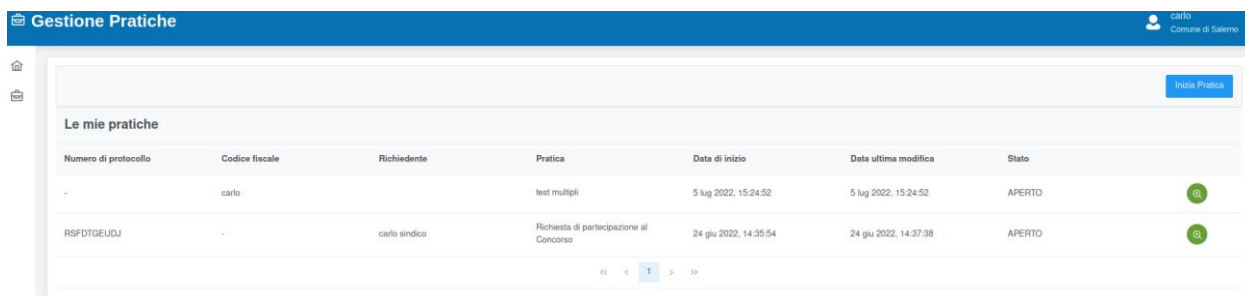 Gestione Pratiche
carlo
Comune di Salerno
Inizia Pratica
Le mie pratiche
Numero di protocollo Codice fiscale Richiedente Pratica Data di inizio Data ultima modifica Stato
- carlo test multipli 5 lug 2022, 15:24:52 5 lug 2022, 15:24:52 APERTO
RSFDTGEUDJ - carlo sindico Richiesta di partecipazione al 24 giu 2022, 14:35:54 24 giu 2022, 14:37:38 APERTO
Concorso
<< < 1 > >>